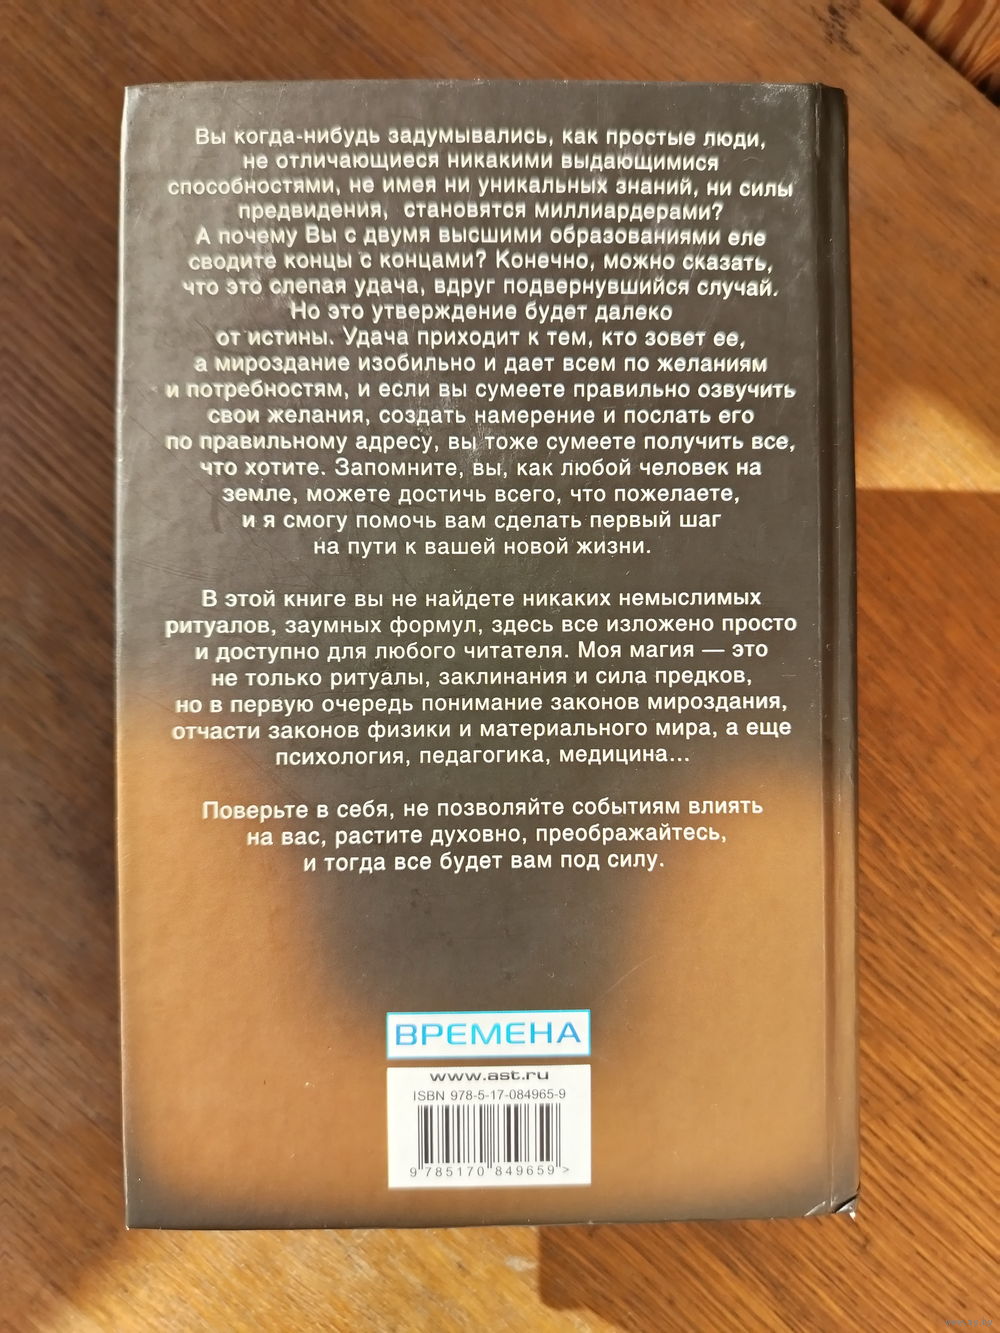 Вы когда-нибудь задумывались, как простые люди,
не отличающиеся никакими выдающимися
способностями, не имея ни уникальных знаний, ни силы
предвидения, становятся миллиардерами?
А почему Вы с двумя высшими образованиями еле
сводите концы с концами? Конечно, можно сказать,
что это слепая удача, вдруг подвернувшийся случай.
Но это утверждение будет далеко
от истины. Удача приходит к тем, кто зовет ее,
а мироздание изобильно и дает всем по желаниям
и потребностям, и если вы сумеете правильно озвучить
свои желания, создать намерение и послать его
по правильному адресу, вы тоже сумеете получить все,
что хотите. Запомните, вы, как любой человек на
земле, можете достичь всего, что пожелаете,
и я смогу помочь вам сделать первый шаг
на пути к вашей новой жизни.
В этой книге вы не найдете никаких немыслимых
ритуалов, заумных формул, здесь все изложено просто
и доступно для любого читателя. Моя магия — это
не только ритуалы, заклинания и сила предков,
но в первую очередь понимание законов мироздания,
отчасти законов физики и материального мира, а еще
психология, педагогика, медицина...
Поверьте в себя, не позволяйте событиям влиять
на вас, растите духовно, преображайтесь,
и тогда все будет вам под силу.
ВРЕМЕНА
www.ast.ru
ISBN 978-5-17-084965-9
9 785170 849659 >